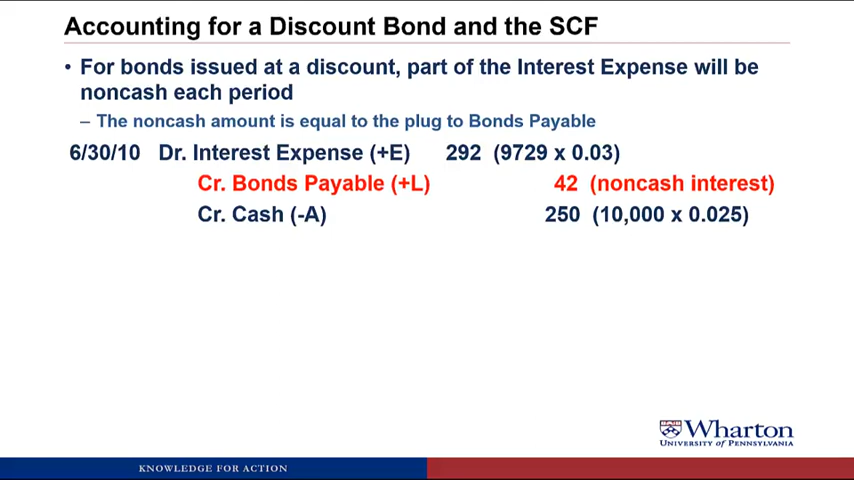 Accounting for a Discount Bond and the SCF
• For bonds issued at a discount, part of the Interest Expense will be
noncash each period
– The noncash amount is equal to the plug to Bonds Payable
6/30/10 Dr. Interest Expense (+E) 292 (9729 x 0.03)
Cr. Bonds Payable (+L) 42 (noncash interest)
Cr. Cash (-A) 250 (10,000 x 0.025)
Wharton
UNIVERSITY OF PENNSYLVANIA
KNOWLEDGE FOR ACTION